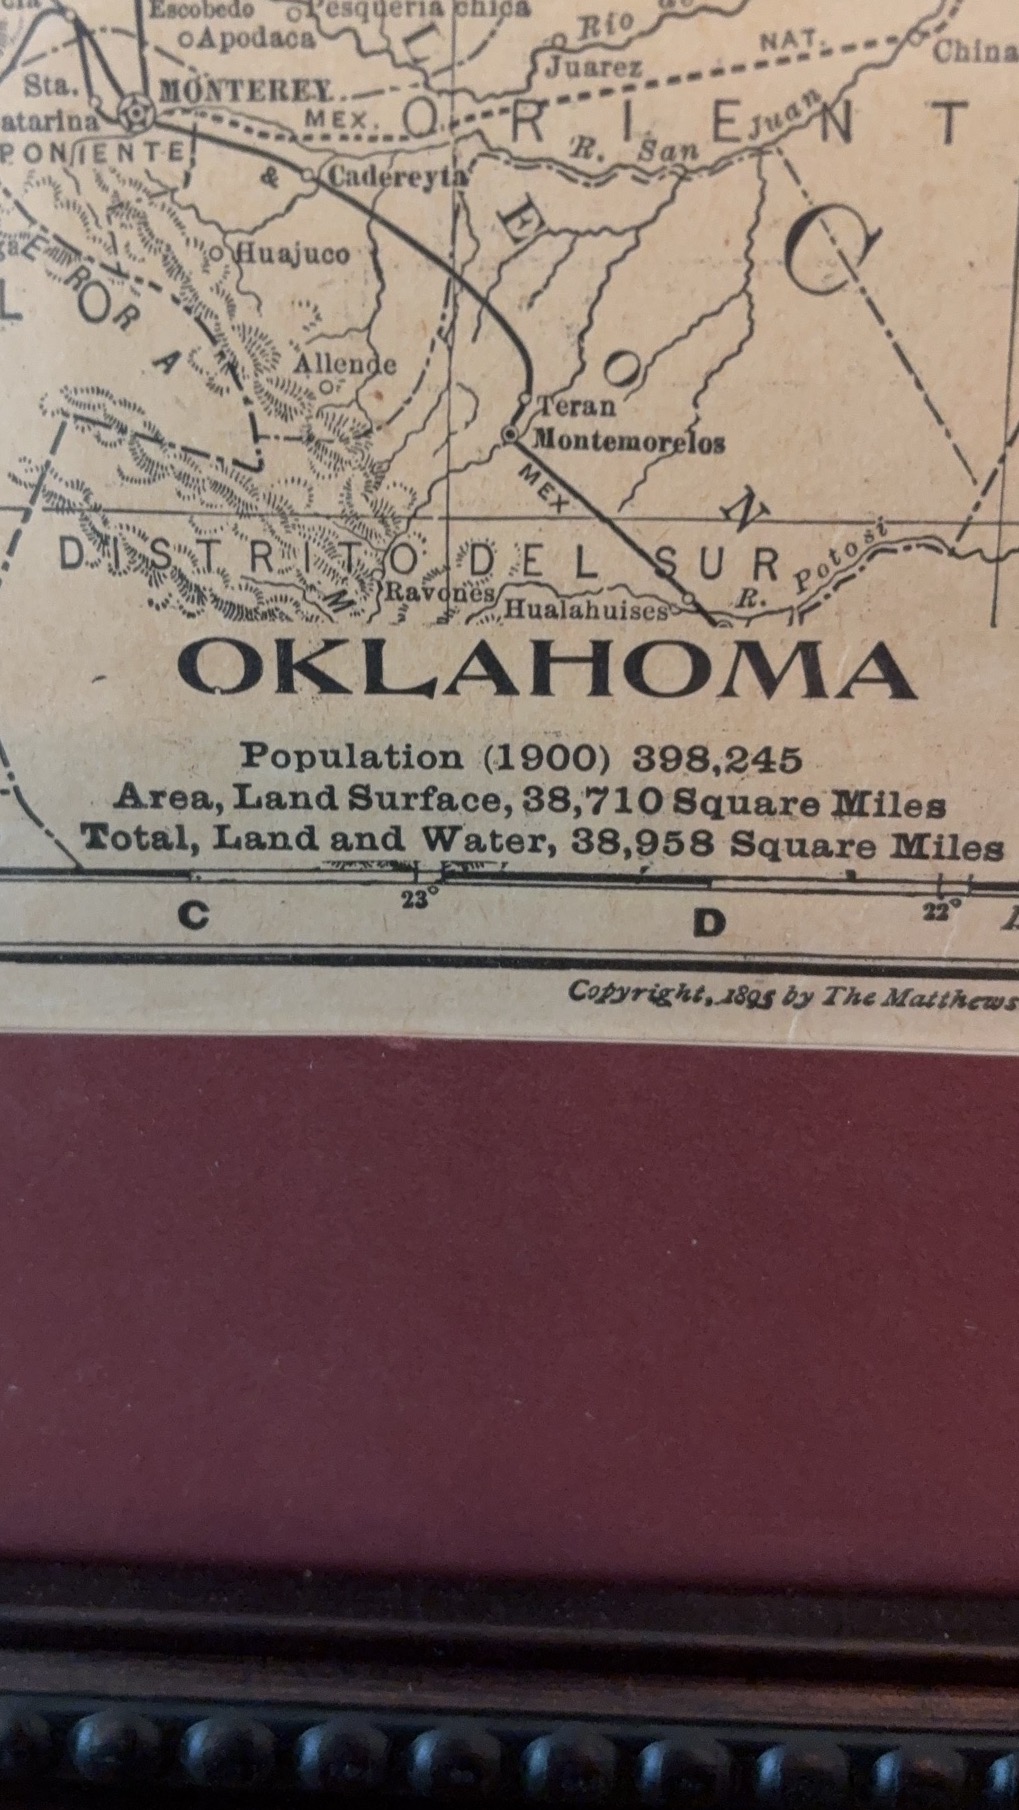 Escobedo
Pesqueria chica
Apodaca
Rio
Juarez
NAT.
China
Sta.
MONTEREY
MEX.
ORIENT
R. San Juan
atarina
PONIENTE
&
Cadereyta
L E O N
C
Huajuco
L
E R O R A
Allende
Teran
Montemorelos
MEX
DISTRITO DEL SUR
M
Ravones
Hualahuises
R. Potosi
OKLAHOMA
Population (1900) 398,245
Area, Land Surface, 38,710 Square Miles
Total, Land and Water, 38,958 Square Miles
23° 22°
C D
Copyright, 1895 by The Matthews